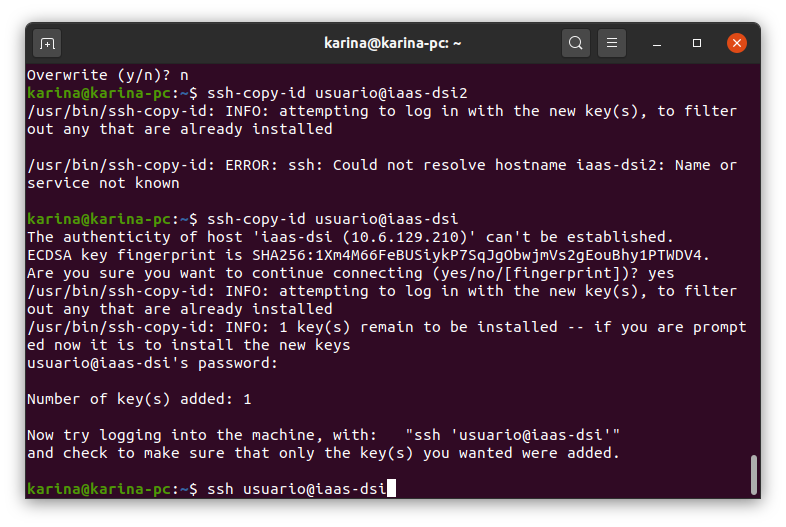 karina@karina-pc: ~
Overwrite (y/n)? n
karina@karina-pc:~$ ssh-copy-id usuario@iaas-dsi2
/usr/bin/ssh-copy-id: INFO: attempting to log in with the new key(s), to filter
out any that are already installed
/usr/bin/ssh-copy-id: ERROR: ssh: Could not resolve hostname iaas-dsi2: Name or
service not known
karina@karina-pc:~$ ssh-copy-id usuario@iaas-dsi
The authenticity of host 'iaas-dsi (10.6.129.210)' can't be established.
ECDSA key fingerprint is SHA256:1Xm4M66FeBUSiykP7SqJgObwjmVs2gEouBhy1PTWDV4.
Are you sure you want to continue connecting (yes/no/[fingerprint])? yes
/usr/bin/ssh-copy-id: INFO: attempting to log in with the new key(s), to filter
out any that are already installed
/usr/bin/ssh-copy-id: INFO: 1 key(s) remain to be installed -- if you are prompt
ed now it is to install the new keys
usuario@iaas-dsi's password:
Number of key(s) added: 1
Now try logging into the machine, with:   "ssh 'usuario@iaas-dsi'"
and check to make sure that only the key(s) you wanted were added.
karina@karina-pc:~$ ssh usuario@iaas-dsi